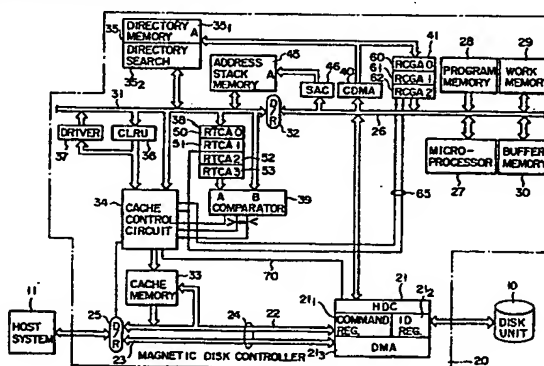 DIRECTORY MEMORY A
35
35₁
DIRECTORY SEARCH
35₂
ADDRESS STACK MEMORY A
45
46
SAC
40
CDMA
41
60
61
62
RCGA 0
RCGA 1
RCGA 2
28
PROGRAM MEMORY
29
WORK MEMORY
31
D/R
32
26
DRIVER
37
CLRU
36
38
50
51
RTCA 0
RTCA 1
RTCA 2
RTCA 3
52
53
MICRO-PROCESSOR
27
BUFFER MEMORY
30
65
34
CACHE CONTROL CIRCUIT
A B
COMPARATOR
39
70
33
CACHE MEMORY
11
HOST SYSTEM
25
D/R
24
22
23
21
21₁
21₂
HDC
COMMAND REG.
ID REG.
DMA
21₃
10
DISK UNIT
MAGNETIC DISK CONTROLLER
20